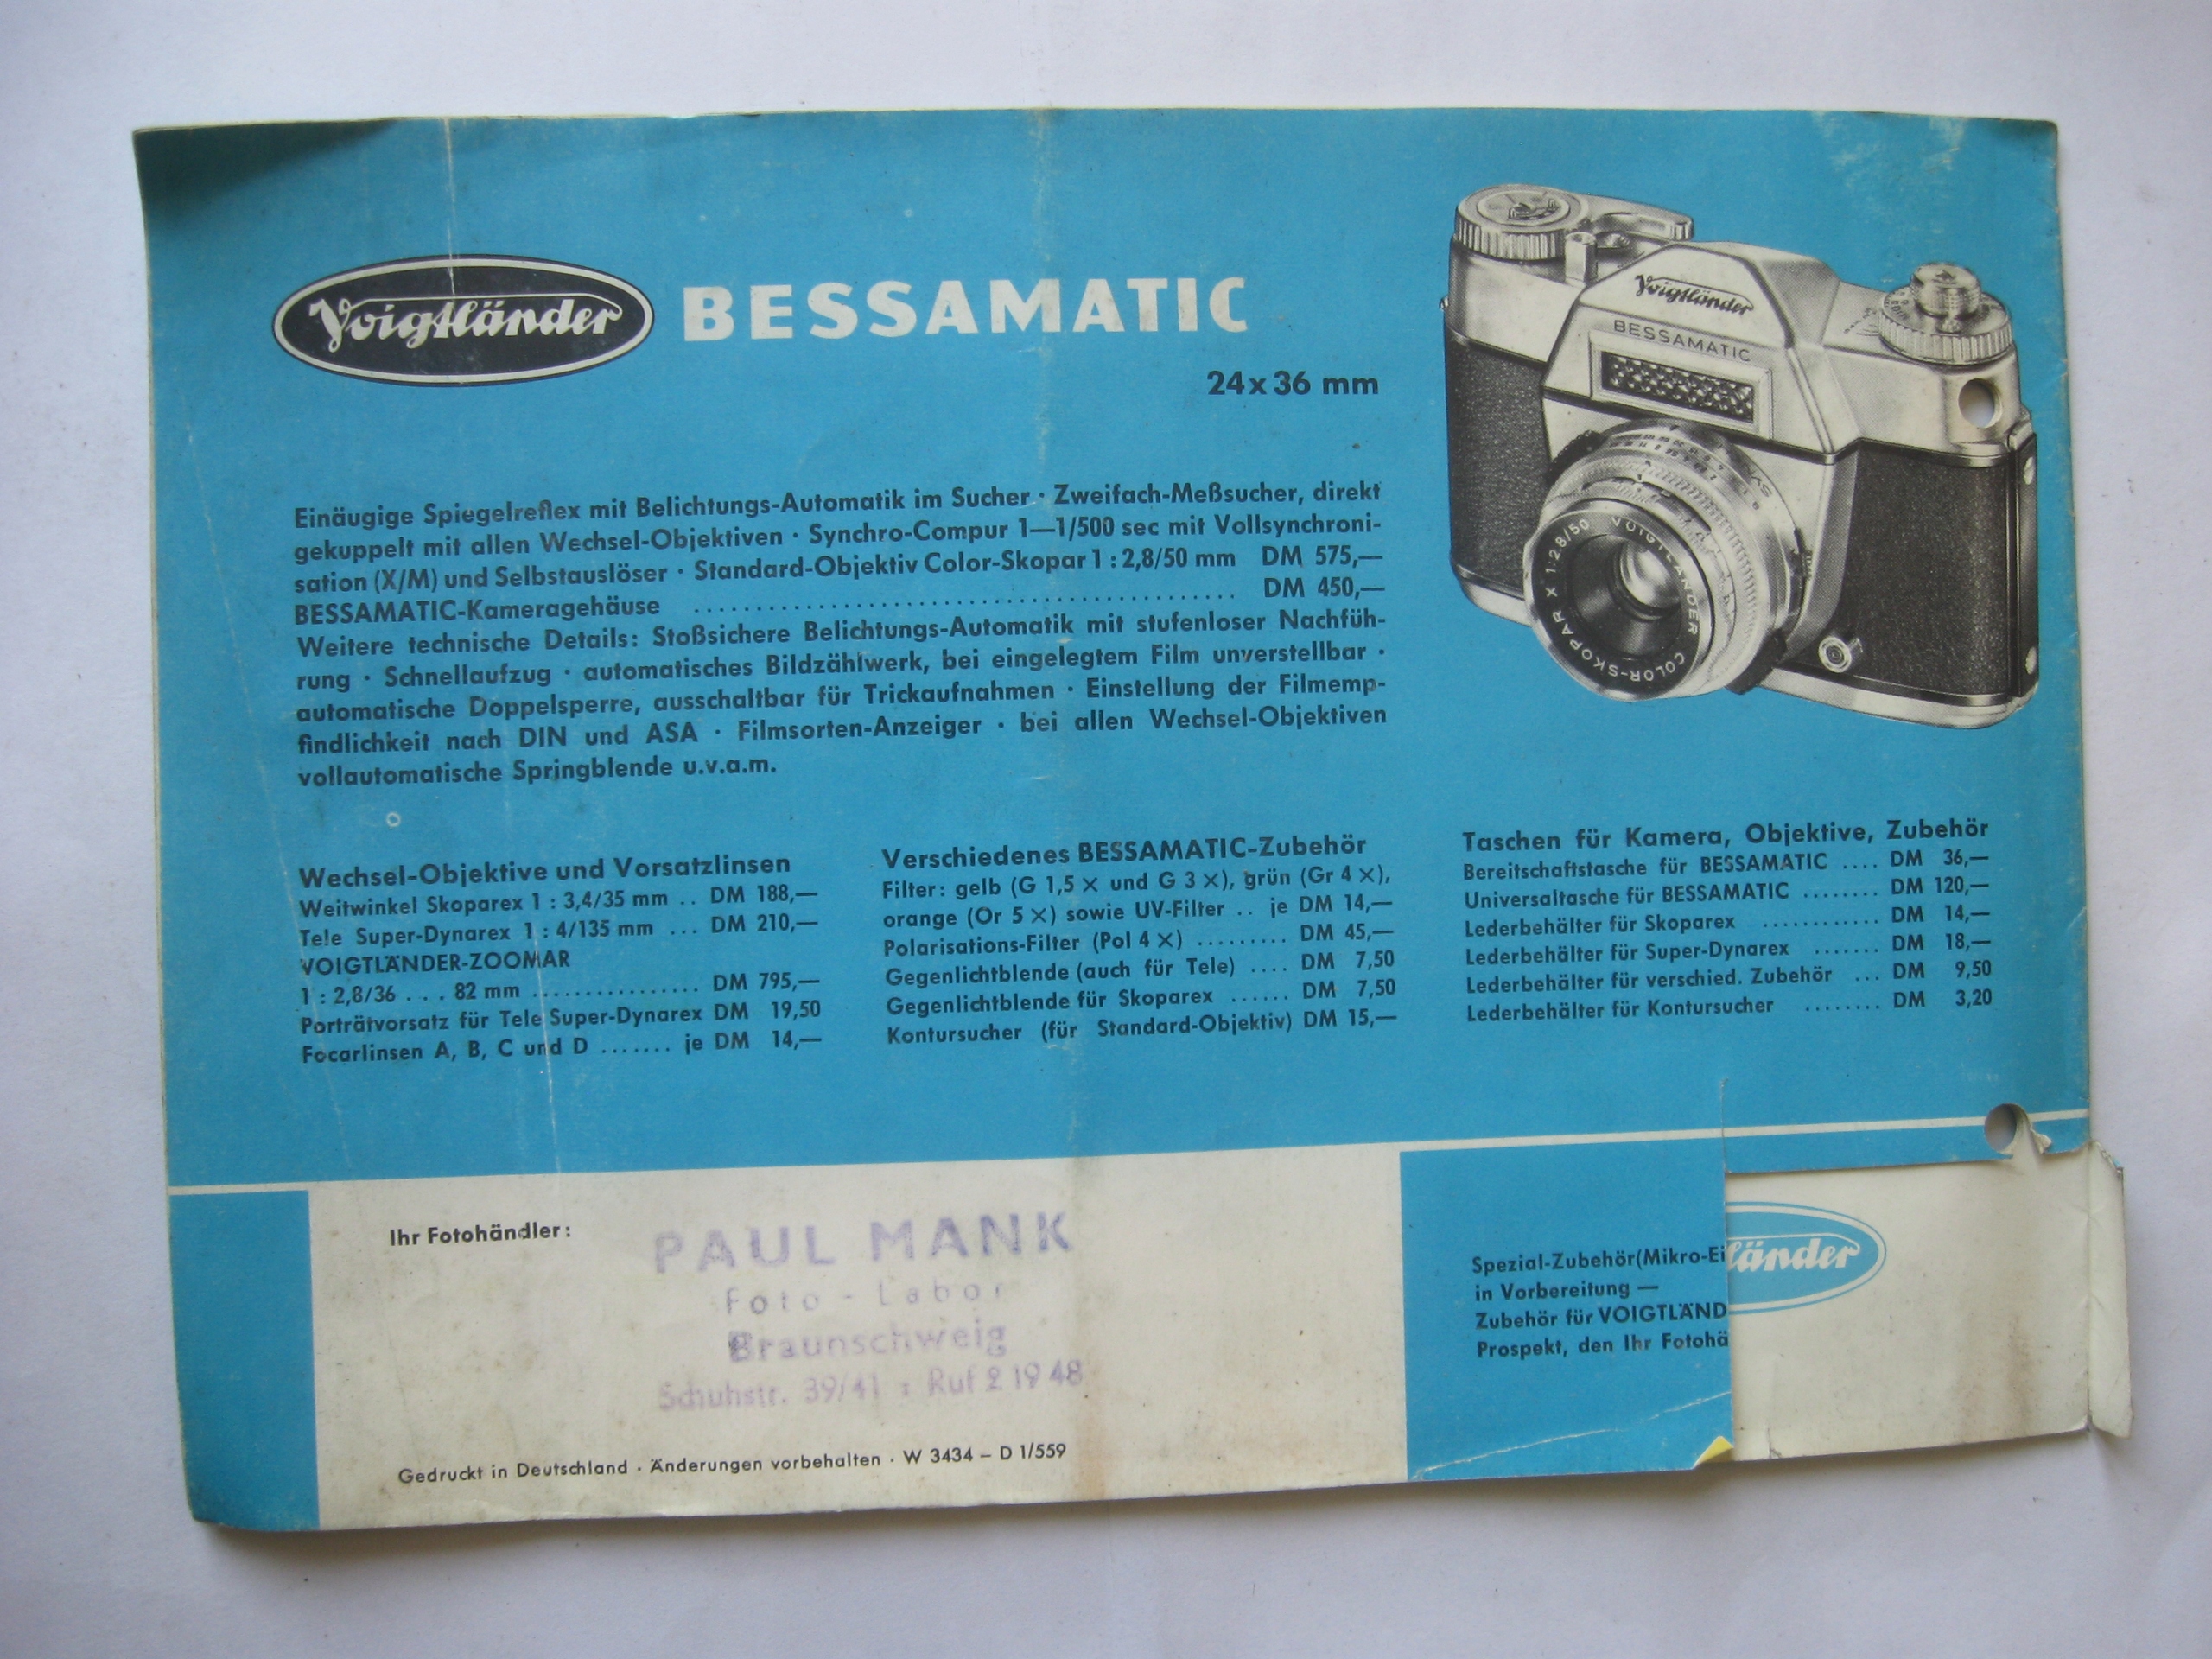 Voigtländer BESSAMATIC
24x36 mm
Voigtländer
BESSAMATIC
VOIGTLÄNDER COLOR-SKOPAR X 1:2,8/50
Einäugige Spiegelreflex mit Belichtungs-Automatik im Sucher · Zweifach-Meßsucher, direkt
gekuppelt mit allen Wechsel-Objektiven · Synchro-Compur 1—1/500 sec mit Vollsynchroni-
sation (X/M) und Selbstauslöser · Standard-Objektiv Color-Skopar 1 : 2,8/50 mm DM 575,—
BESSAMATIC-Kameragehäuse ........................................ DM 450,—
Weitere technische Details: Stoßsichere Belichtungs-Automatik mit stufenloser Nachfüh-
rung · Schnellaufzug · automatisches Bildzählwerk, bei eingelegtem Film unverstellbar ·
automatische Doppelsperre, ausschaltbar für Trickaufnahmen · Einstellung der Filmemp-
findlichkeit nach DIN und ASA · Filmsorten-Anzeiger · bei allen Wechsel-Objektiven
vollautomatische Springblende u.v.a.m.
Wechsel-Objektive und Vorsatzlinsen
Weitwinkel Skoparex 1 : 3,4/35 mm .. DM 188,—
Tele Super-Dynarex 1 : 4/135 mm ... DM 210,—
VOIGTLÄNDER-ZOOMAR
1 : 2,8/36 . . . 82 mm ................ DM 795,—
Porträtvorsatz für Tele Super-Dynarex DM 19,50
Focarlinsen A, B, C und D ....... je DM 14,—
Verschiedenes BESSAMATIC-Zubehör
Filter: gelb (G 1,5 × und G 3 ×), grün (Gr 4 ×),
orange (Or 5 ×) sowie UV-Filter .. je DM 14,—
Polarisations-Filter (Pol 4 ×) ......... DM 45,—
Gegenlichtblende (auch für Tele) .... DM 7,50
Gegenlichtblende für Skoparex ...... DM 7,50
Kontursucher (für Standard-Objektiv) DM 15,—
Taschen für Kamera, Objektive, Zubehör
Bereitschaftstasche für BESSAMATIC .... DM 36,—
Universaltasche für BESSAMATIC ........ DM 120,—
Lederbehälter für Skoparex ............ DM 14,—
Lederbehälter für Super-Dynarex ....... DM 18,—
Lederbehälter für verschied. Zubehör ... DM 9,50
Lederbehälter für Kontursucher ........ DM 3,20
Ihr Fotohändler:
PAUL MANK
Foto - Labor
Braunschweig
Schuhstr. 39/41 : Ruf 2 19 48
Gedruckt in Deutschland · Änderungen vorbehalten · W 3434 – D 1/559
Spezial-Zubehör(Mikro-Ei
in Vorbereitung —
Zubehör für VOIGTLÄND
Prospekt, den Ihr Fotohä
länder